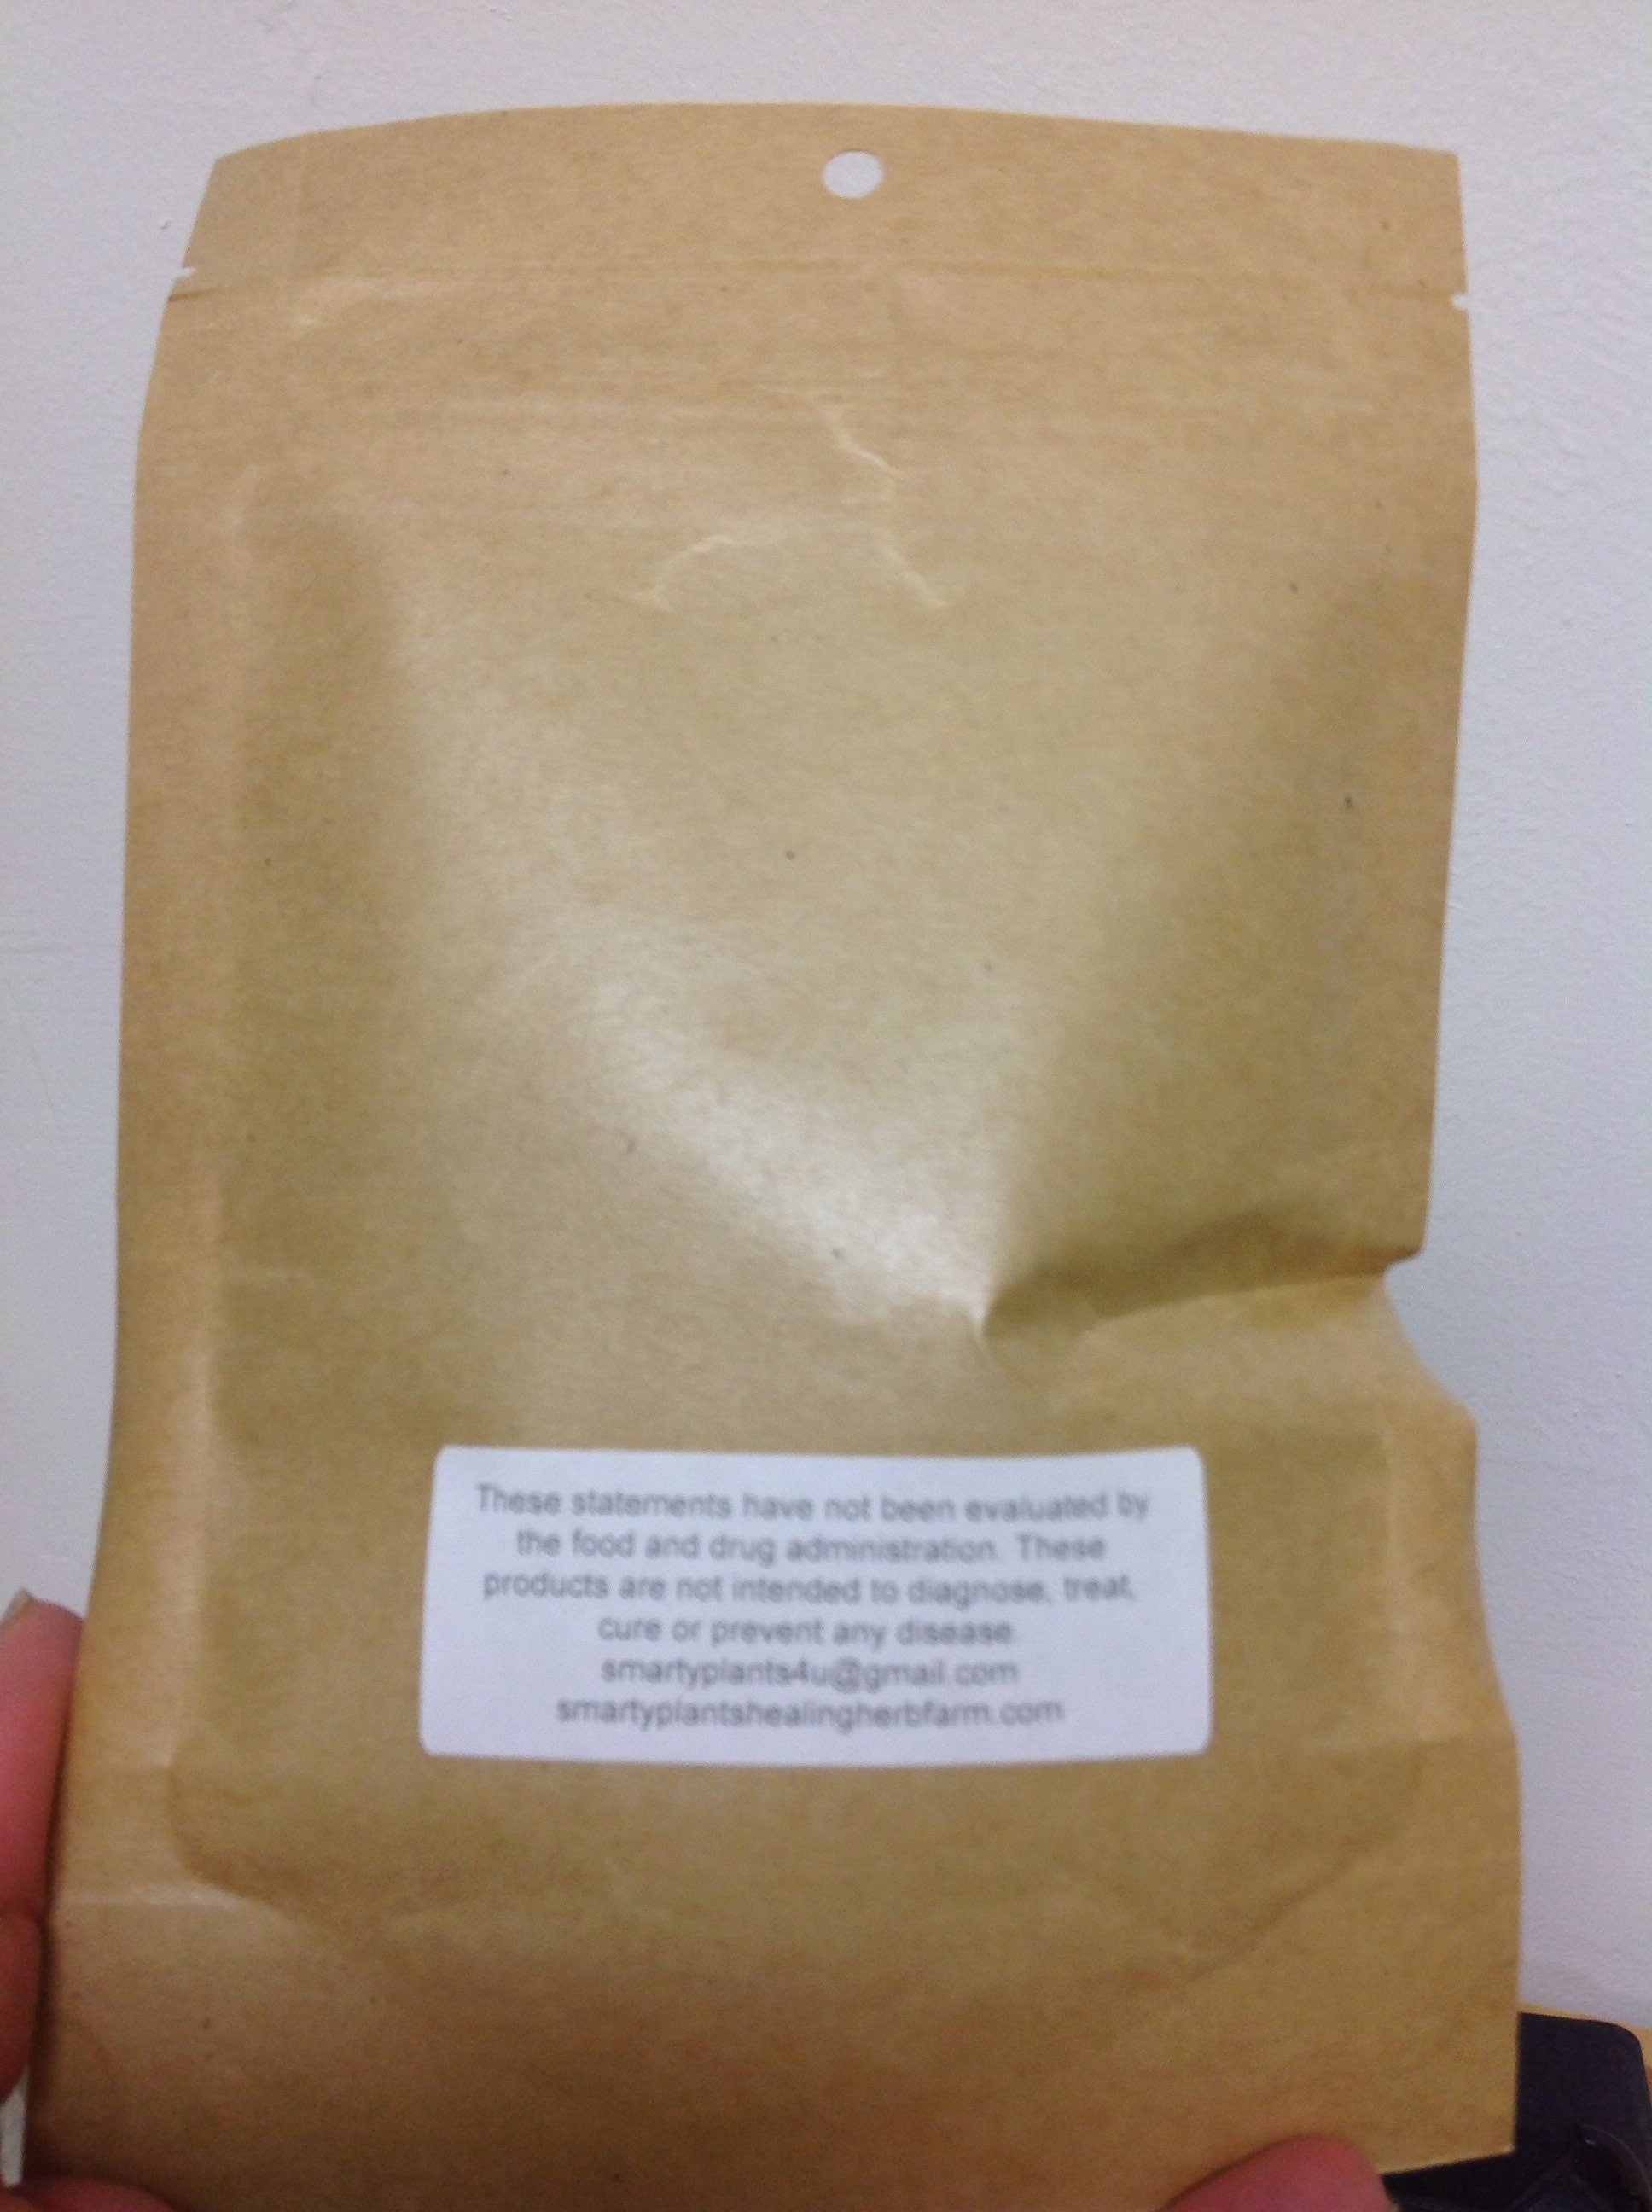 These statements have not been evaluated by
the food and drug administration. These
products are not intended to diagnose, treat,
cure or prevent any disease.
smartyplants4u@gmail.com
smartyplantshealingherbfarm.com